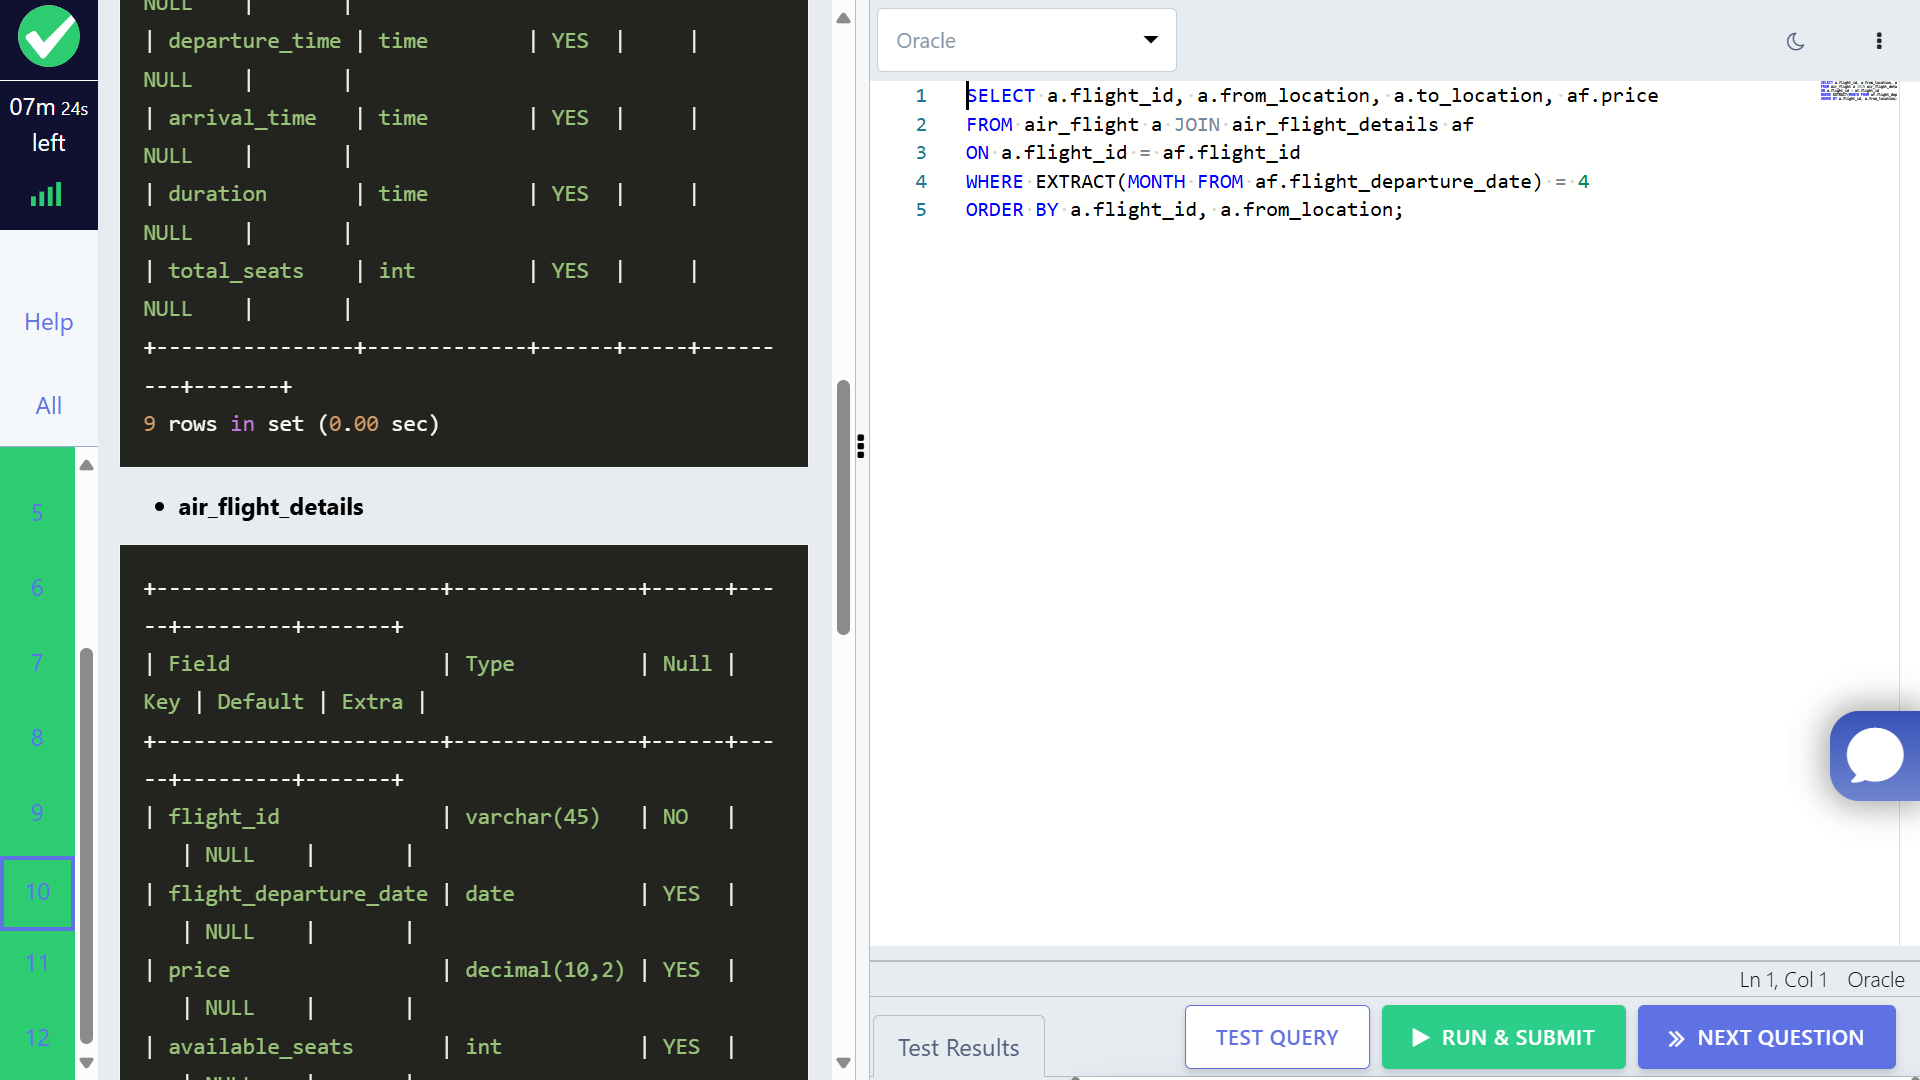 07m 24s
left
Help
All
5
6
7
8
9
10
11
12
NULL    |       |
| departure_time | time        | YES  |     |
NULL    |       |
| arrival_time   | time        | YES  |     |
NULL    |       |
| duration       | time        | YES  |     |
NULL    |       |
| total_seats    | int         | YES  |     |
NULL    |       |
+----------------+-------------+------+-----+------
---+-------+
9 rows in set (0.00 sec)
• air_flight_details
+-----------------------+---------------+------+---
--+---------+-------+
| Field                 | Type          | Null |
Key | Default | Extra |
+-----------------------+---------------+------+---
--+---------+-------+
| flight_id             | varchar(45)   | NO   |
   | NULL    |       |
| flight_departure_date | date          | YES  |
   | NULL    |       |
| price                 | decimal(10,2) | YES  |
   | NULL    |       |
| available_seats       | int           | YES  |
   | NULL    |       |
Oracle
1 SELECT a.flight_id, a.from_location, a.to_location, af.price
2 FROM air_flight a JOIN air_flight_details af
3 ON a.flight_id = af.flight_id
4 WHERE EXTRACT(MONTH FROM af.flight_departure_date) = 4
5 ORDER BY a.flight_id, a.from_location;
Ln 1, Col 1 Oracle
Test Results
TEST QUERY
RUN & SUBMIT
NEXT QUESTION